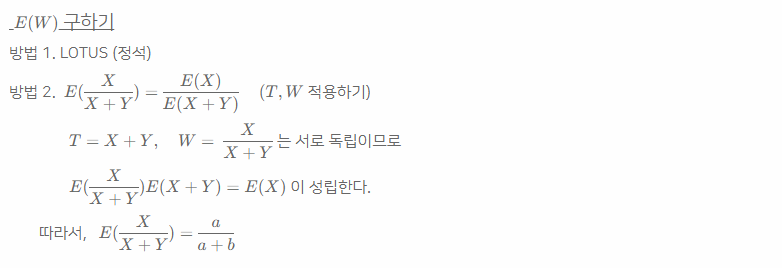 E(W) 구하기
방법 1. LOTUS (정석)
방법 2. E(\frac{X}{X+Y}) = \frac{E(X)}{E(X+Y)} (T, W 적용하기)
T = X + Y, W = \frac{X}{X+Y} 는 서로 독립이므로
E(\frac{X}{X+Y})E(X+Y) = E(X) 이 성립한다.
따라서, E(\frac{X}{X+Y}) = \frac{a}{a+b}